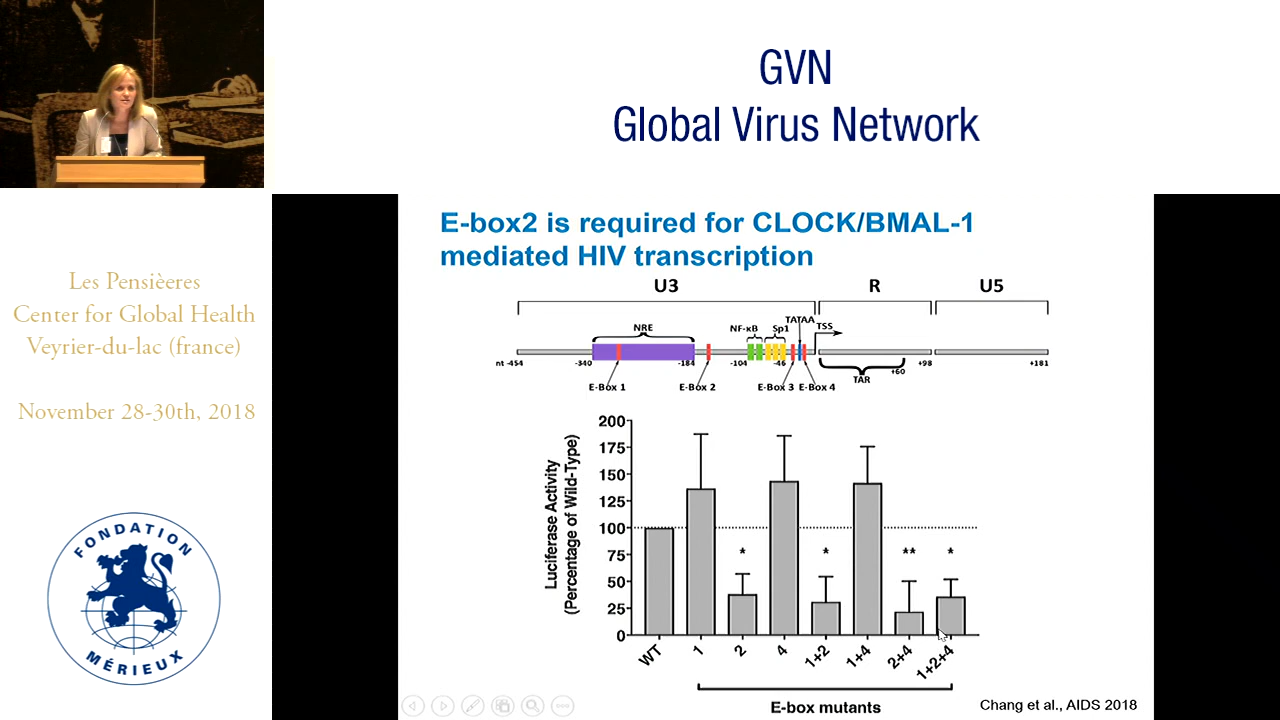 GVN
Global Virus Network
Les Pensièeres
Center for Global Health
Veyrier-du-lac (france)
November 28-30th, 2018
FONDATION
MÉRIEUX
E-box2 is required for CLOCK/BMAL-1
mediated HIV transcription
U3 R U5
NRE NF-κB Sp1 TATAA TSS
nt -454 -340 -184 -104 -46 +60 +98 +181
TAR
E-Box 1 E-Box 2 E-Box 3 E-Box 4
Luciferase Activity
(Percentage of Wild-Type)
200
175
150
125
100
75
50
25
0
* * ** *
WT 1 2 4 1+2 1+4 2+4 1+2+4
E-box mutants
Chang et al., AIDS 2018